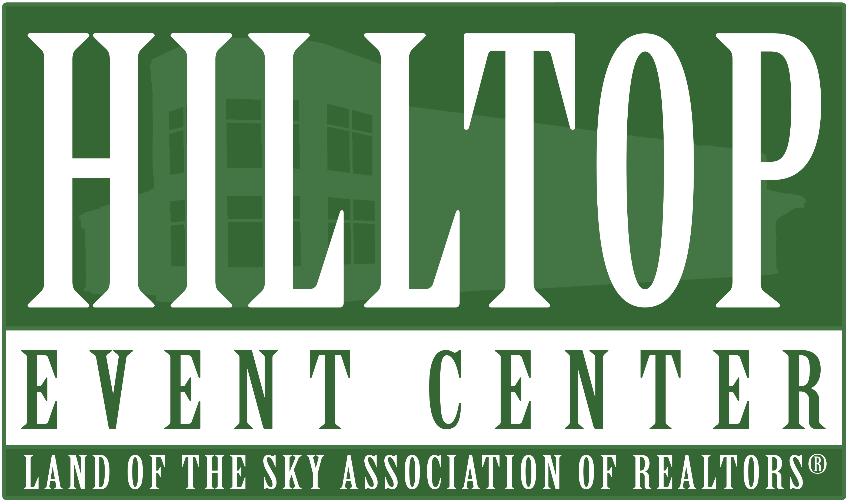 HILLTOP
EVENT CENTER
LAND OF THE SKY ASSOCIATION OF REALTORS®